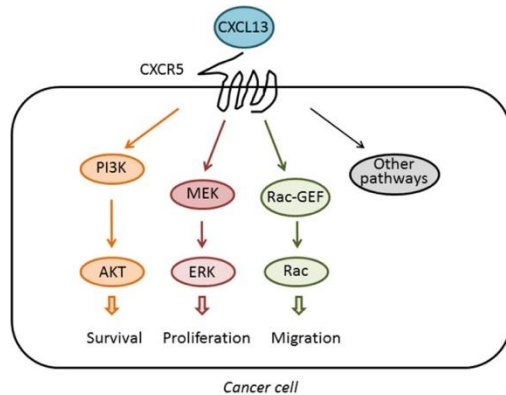 CXCL13
CXCR5
PI3K
MEK
Rac-GEF
Other
pathways
AKT
ERK
Rac
Survival
Proliferation
Migration
Cancer cell